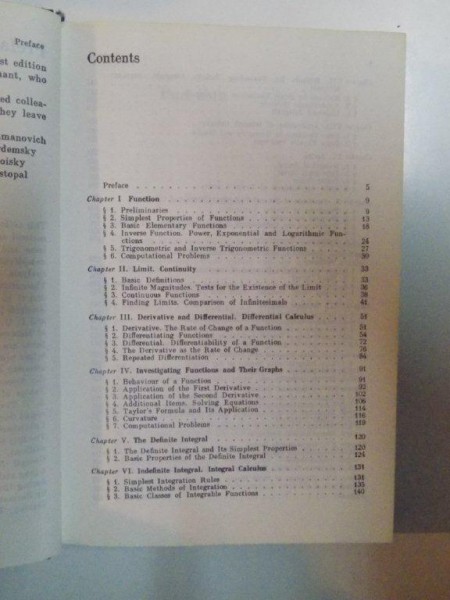 Preface
st edition
ant, who
ed collea-
hey leave
manovich
rdemsky
oisky
stopal
Contents
Preface 5
Chapter I Function 9
§ 1. Preliminaries 9
§ 2. Simplest Properties of Functions 13
§ 3. Basic Elementary Functions 18
§ 4. Inverse Function. Power, Exponential and Logarithmic Fun-
ctions 24
§ 5. Trigonometric and Inverse Trigonometric Functions 27
§ 6. Computational Problems 30
Chapter II. Limit. Continuity 33
§ 1. Basic Definitions 33
§ 2. Infinite Magnitudes. Tests for the Existence of the Limit 36
§ 3. Continuous Functions 38
§ 4. Finding Limits. Comparison of Infinitesimals 42
Chapter III. Derivative and Differential. Differential Calculus 51
§ 1. Derivative. The Rate of Change of a Function 51
§ 2. Differentiating Functions 54
§ 3. Differential. Differentiability of a Function 72
§ 4. The Derivative as the Rate of Change 76
§ 5. Repeated Differentiation 84
Chapter IV. Investigating Functions and Their Graphs 91
§ 1. Behaviour of a Function 91
§ 2. Application of the First Derivative 93
§ 3. Application of the Second Derivative 102
§ 4. Additional Items. Solving Equations 106
§ 5. Taylor's Formula and Its Application 114
§ 6. Curvature 116
§ 7. Computational Problems 119
Chapter V. The Definite Integral 120
§ 1. The Definite Integral and Its Simplest Properties 120
§ 2. Basic Properties of the Definite Integral 124
Chapter VI. Indefinite Integral. Integral Calculus 131
§ 1. Simplest Integration Rules 131
§ 2. Basic Methods of Integration 135
§ 3. Basic Classes of Integrable Functions 140